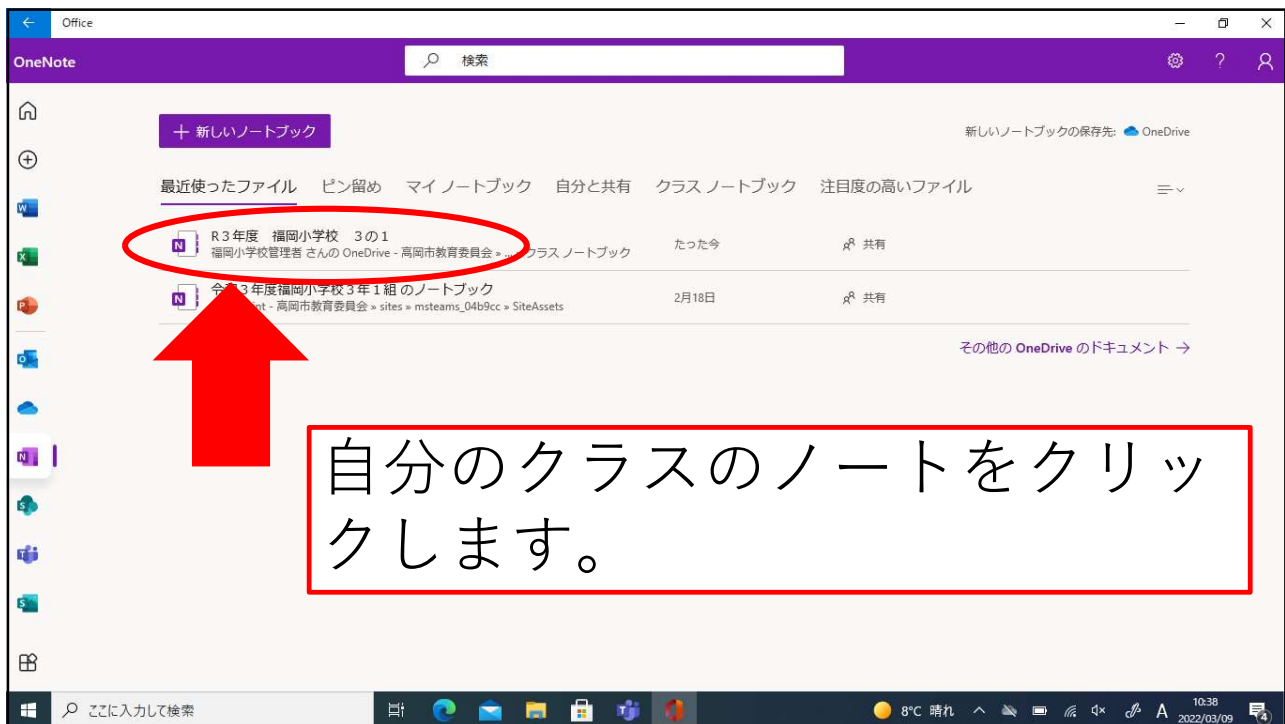 Office
OneNote
検索
新しいノートブック
新しいノートブックの保存先: OneDrive
最近使ったファイル ピン留め マイ ノートブック 自分と共有 クラス ノートブック 注目度の高いファイル
R３年度 福岡小学校 ３の１
たった今 共有
福岡小学校管理者 さんの OneDrive - 高岡市教育委員会 » ... クラス ノートブック
３年度福岡小学校３年１組 のノートブック
2月18日 共有
- 高岡市教育委員会 » sites » msteams_04b9cc » SiteAssets
その他の OneDrive のドキュメント →
自分のクラスのノートをクリッ
クします。
ここに入力して検索
8°C 晴れ
A
10:38
2022/03/09